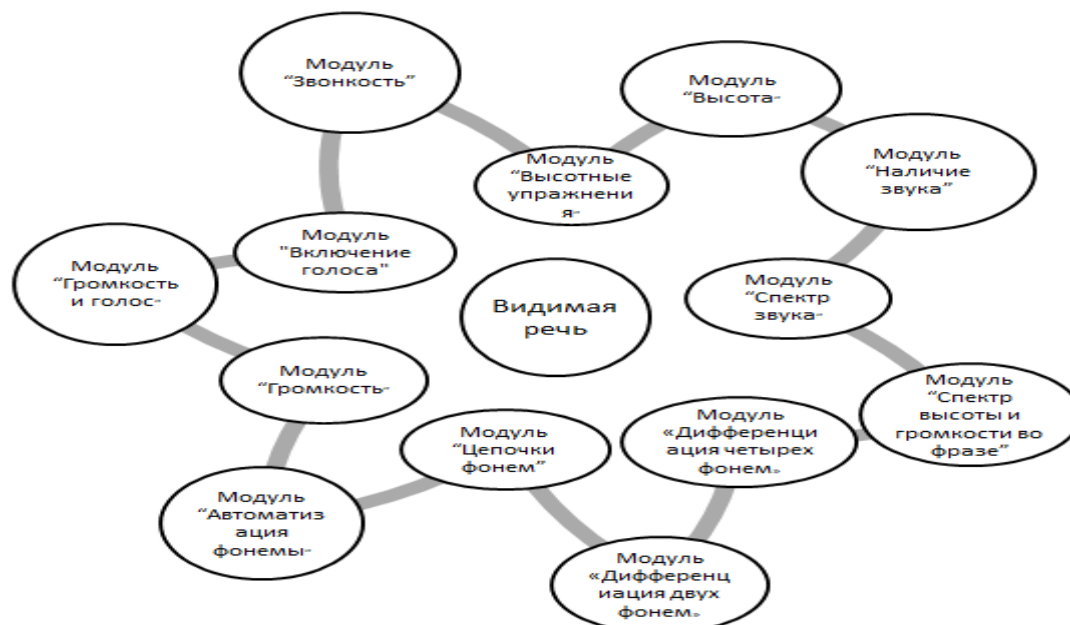 Модуль
“Звонкость”
Модуль
“Высота-
Модуль
“Наличие
звука”
Модуль
“Высотные
упражнени
я-
Модуль
"Включение
голоса"
Модуль
“Громкость
и голос-
Модуль
“Спектр
звука-
Видимая
речь
Модуль
“Громкость-
Модуль
“Спектр
высоты и
громкости во
фразе”
Модуль
“Цепочки
фонем”
Модуль
«Дифференци
ация четырех
фонем»
Модуль
“Автоматиз
ация
фонемы-
Модуль
«Дифференц
иация двух
фонем»